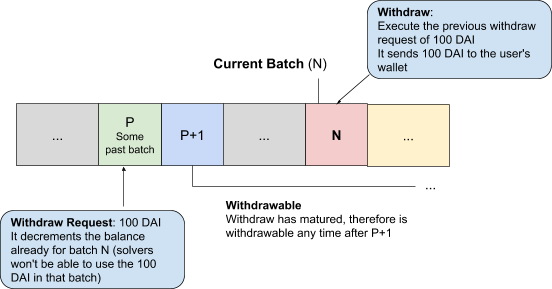 Withdraw:
Execute the previous withdraw
request of 100 DAI
It sends 100 DAI to the user's
wallet
Current Batch (N)
...
P
Some
past batch
P+1
...
N
...
...
Withdrawable
Withdraw has matured, therefore is
withdrawable any time after P+1
Withdraw Request: 100 DAI
It decrements the balance
already for batch N (solvers
won't be able to use the 100
DAI in that batch)